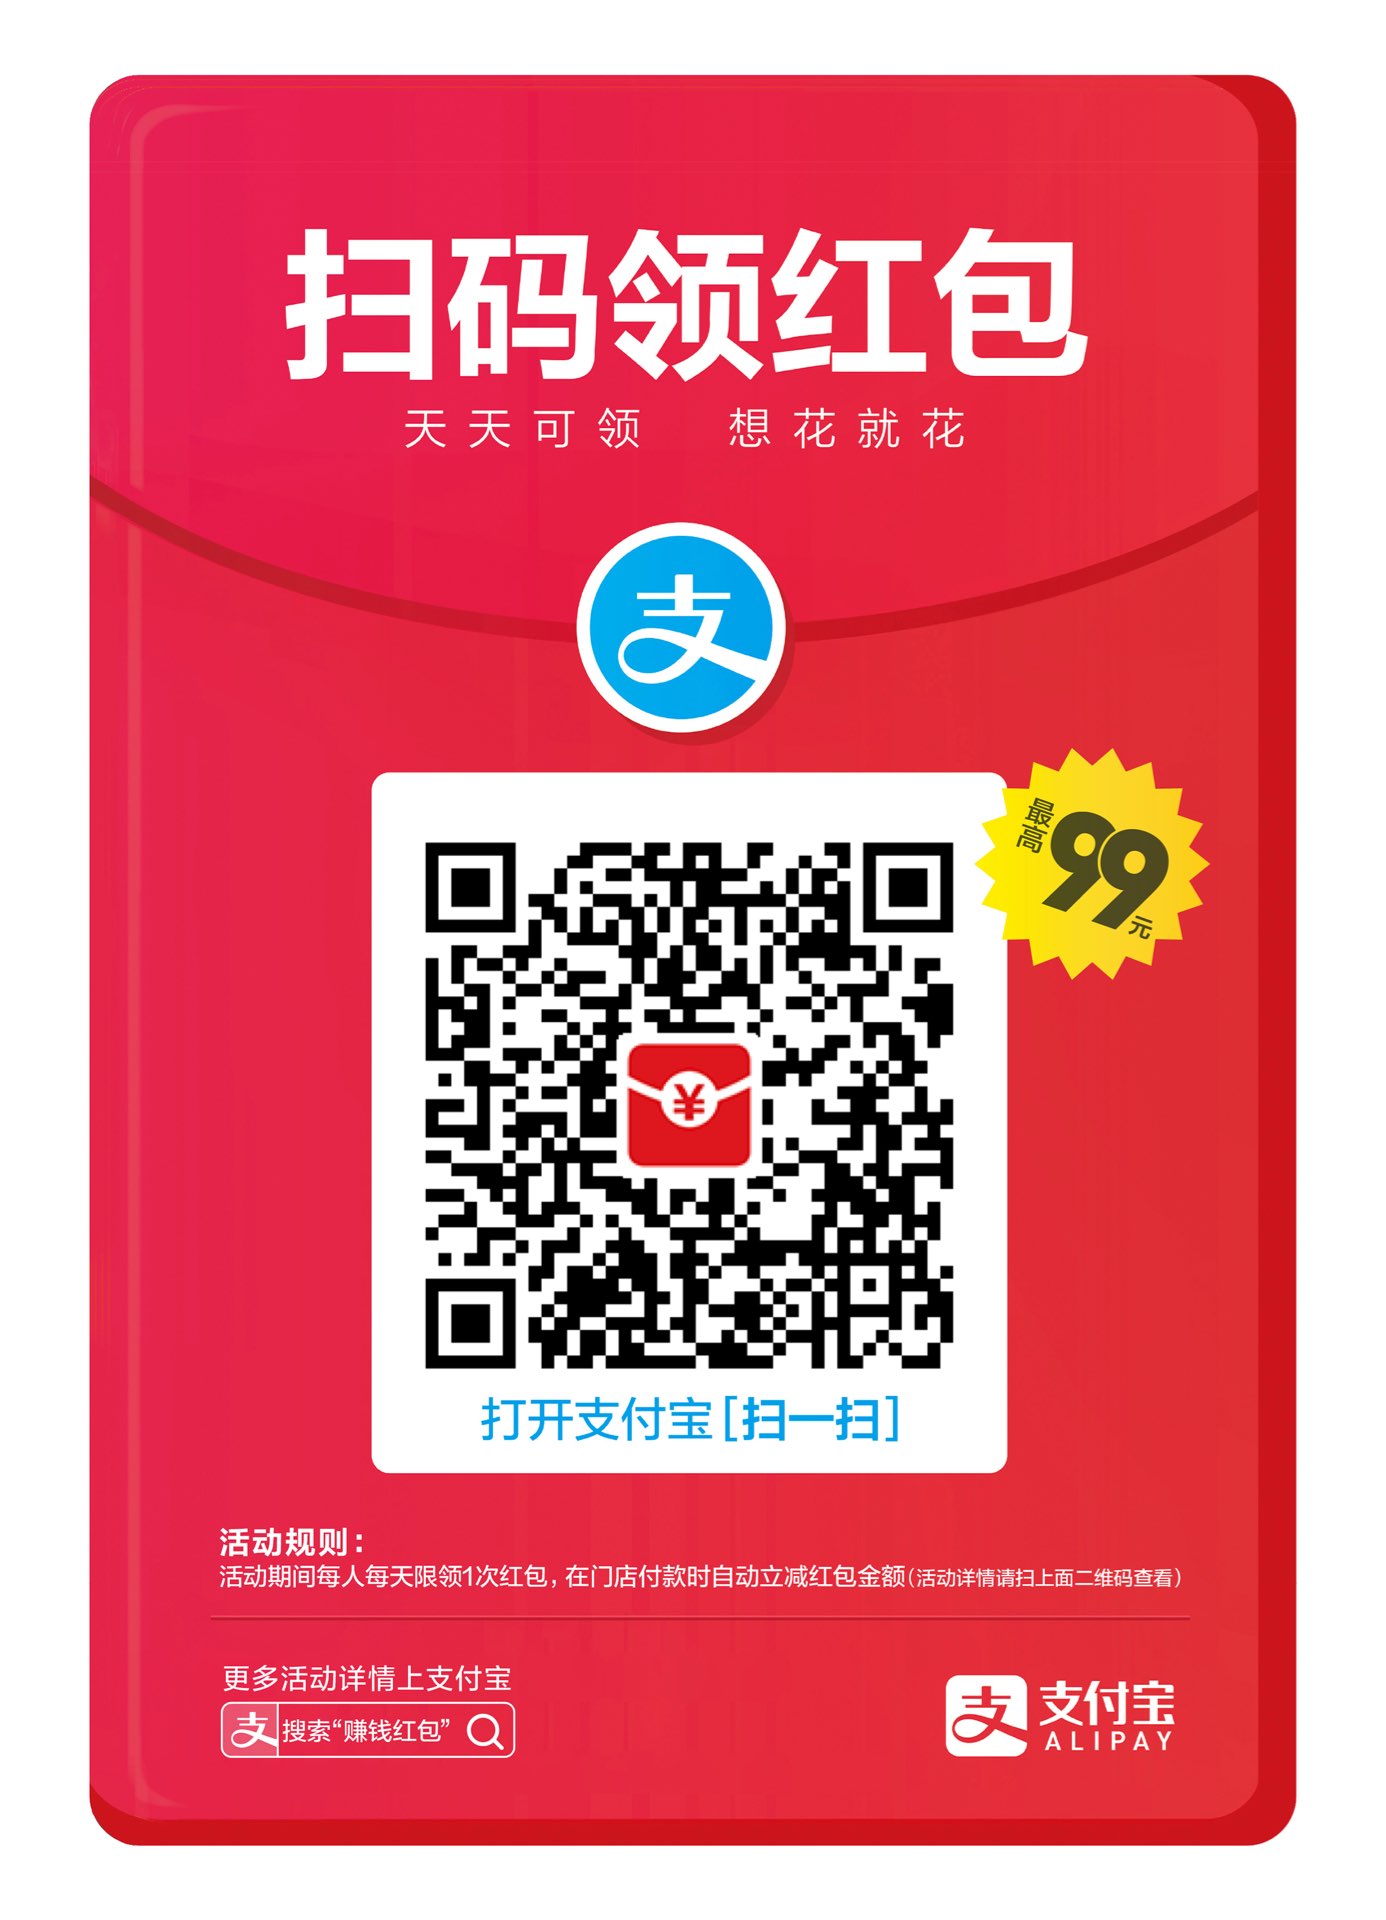 扫码领红包
天天可领 想花就花
支
最高99元
¥
打开支付宝[扫一扫]
活动规则：
活动期间每人每天限领1次红包，在门店付款时自动立减红包金额（活动详情请扫上面二维码查看）
更多活动详情上支付宝
支 搜索“赚钱红包”
支 支付宝
ALIPAY